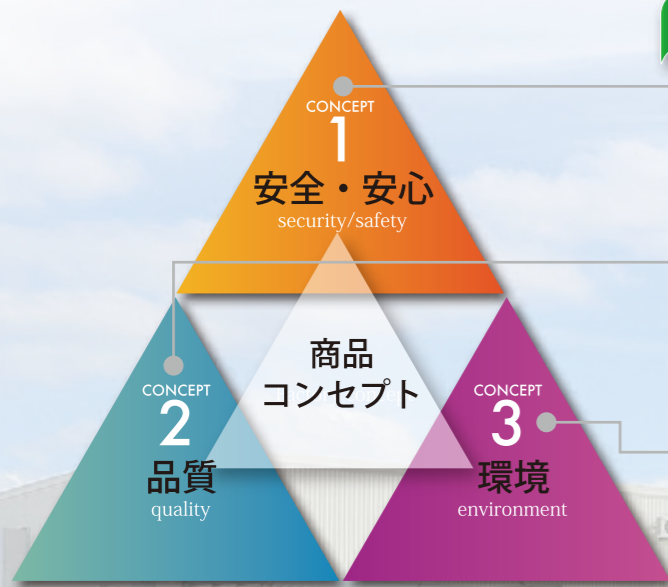 CONCEPT
1
安全・安心
security/safety
商品
コンセプト
CONCEPT
2
品質
quality
CONCEPT
3
環境
environment